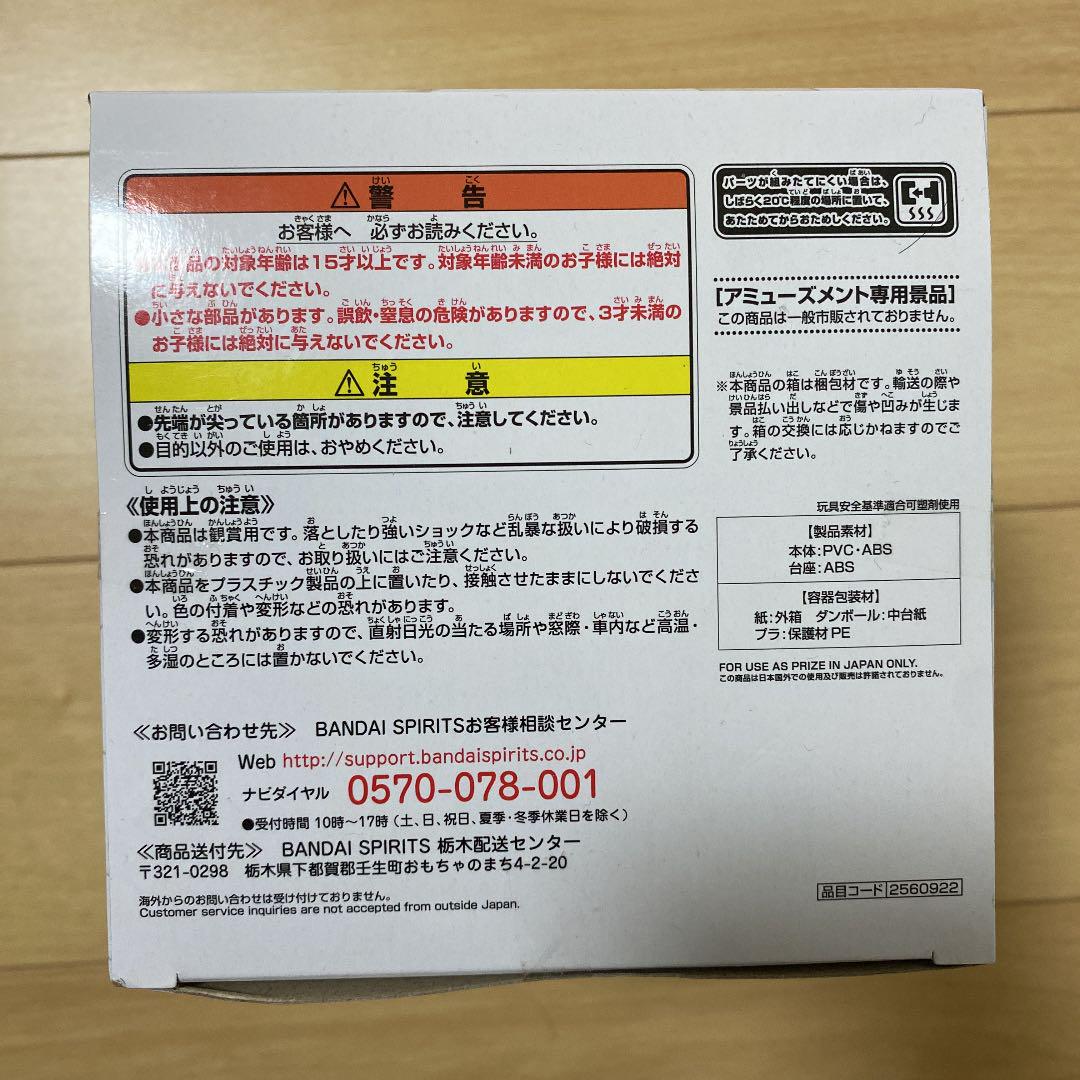 ⚠警告
お客様へ 必ずお読みください。
品の対象年齢は15才以上です。対象年齢未満のお子様には絶対
に与えないでください。
●小さな部品があります。誤飲・窒息の危険がありますので、3才未満の
お子様には絶対に与えないでください。
⚠注意
●先端が尖っている箇所がありますので、注意してください。
●目的以外のご使用は、おやめください。
パーツが組みたてにくい場合は、
しばらく20℃程度の場所に置いて、
あたためてからおためしください。
[アミューズメント専用景品]
この商品は一般市販されておりません。
※本商品の箱は梱包材です。輸送の際や
景品払い出しなどで傷や凹みが生じま
す。箱の交換には応じかねますのでご
了承ください。
≪使用上の注意≫
●本商品は観賞用です。落としたり強いショックなど乱暴な扱いにより破損する
恐れがありますので、お取り扱いにはご注意ください。
●本商品をプラスチック製品の上に置いたり、接触させたままにしないでくださ
い。色の付着や変形などの恐れがあります。
●変形する恐れがありますので、直射日光の当たる場所や窓際・車内など高温・
多湿のところには置かないでください。
玩具安全基準適合可塑剤使用
【製品素材】
本体:PVC・ABS
台座:ABS
【容器包装材】
紙:外箱 ダンボール:中台紙
プラ:保護材PE
FOR USE AS PRIZE IN JAPAN ONLY.
この商品は日本国外での使用及び販売は許諾されておりません。
≪お問い合わせ先≫ BANDAI SPIRITSお客様相談センター
Web http://support.bandaispirits.co.jp
ナビダイヤル 0570-078-001
●受付時間 10時〜17時(土、日、祝日、夏季・冬季休業日を除く)
≪商品送付先≫ BANDAI SPIRITS 栃木配送センター
〒321-0298 栃木県下都賀郡壬生町おもちゃのまち4-2-20
海外からのお問い合わせは受け付けておりません。
Customer service inquiries are not accepted from outside Japan.
品目コード 2560922